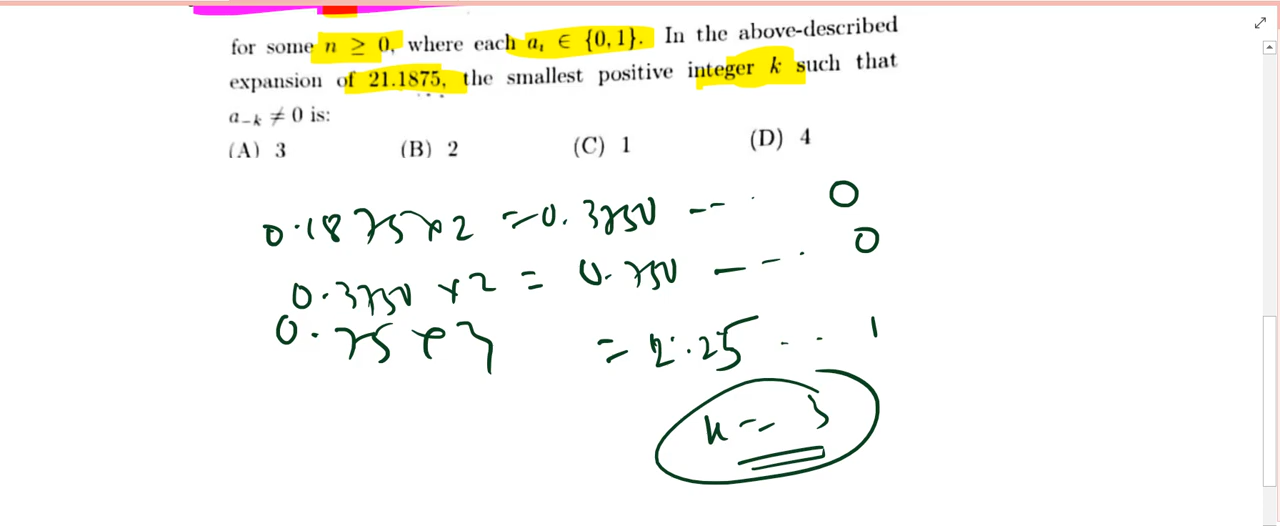 for some n ≥ 0, where each aᵢ ∈ {0, 1}. In the above-described
expansion of 21.1875, the smallest positive integer k such that
a₋ₖ ≠ 0 is:
(A) 3 (B) 2 (C) 1 (D) 4
0.1875×2 = 0.3750 -- . 0
0.3750 × 2 = 0.750 -- . 0
0.75 × 3 = 2.25 . . . 1
k = 3